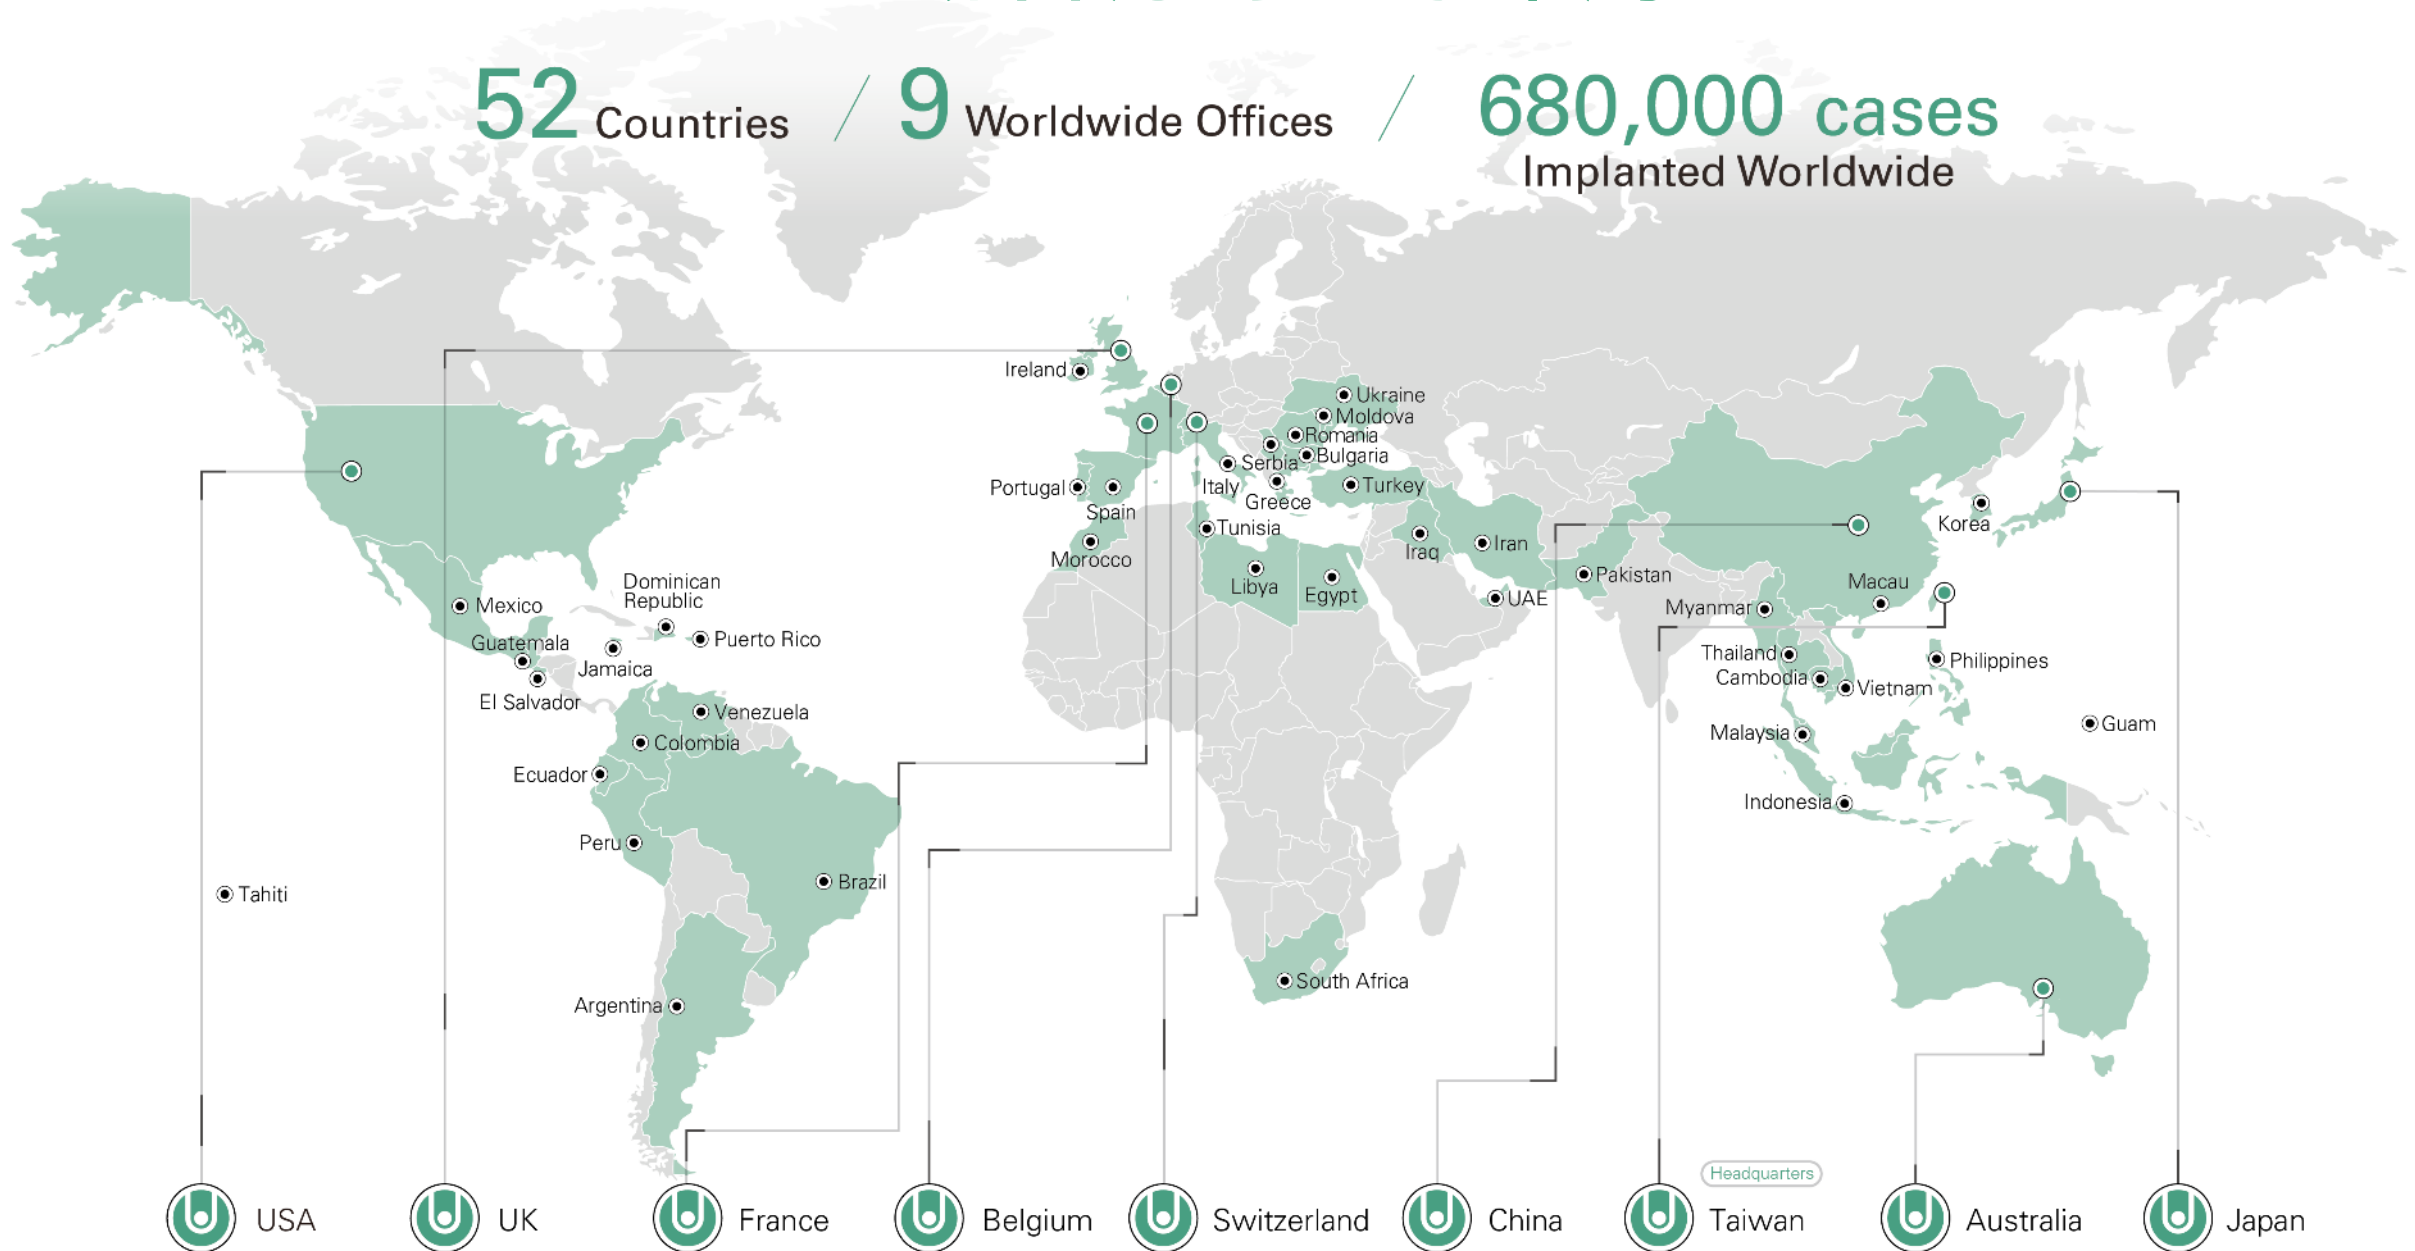 52 Countries / 9 Worldwide Offices / 680,000 cases
Implanted Worldwide
Ireland
Ukraine
Moldova
Romania
Serbia
Bulgaria
Italy
Portugal
Turkey
Greece
Spain
Tunisia
Korea
Morocco
Iraq
Iran
Libya
Egypt
Pakistan
UAE
Macau
Myanmar
Dominican
Republic
Mexico
Puerto Rico
Guatemala
Jamaica
El Salvador
Thailand
Cambodia
Philippines
Vietnam
Venezuela
Colombia
Malaysia
Guam
Ecuador
Indonesia
Peru
Brazil
Tahiti
South Africa
Argentina
Headquarters
USA
UK
France
Belgium
Switzerland
China
Taiwan
Australia
Japan